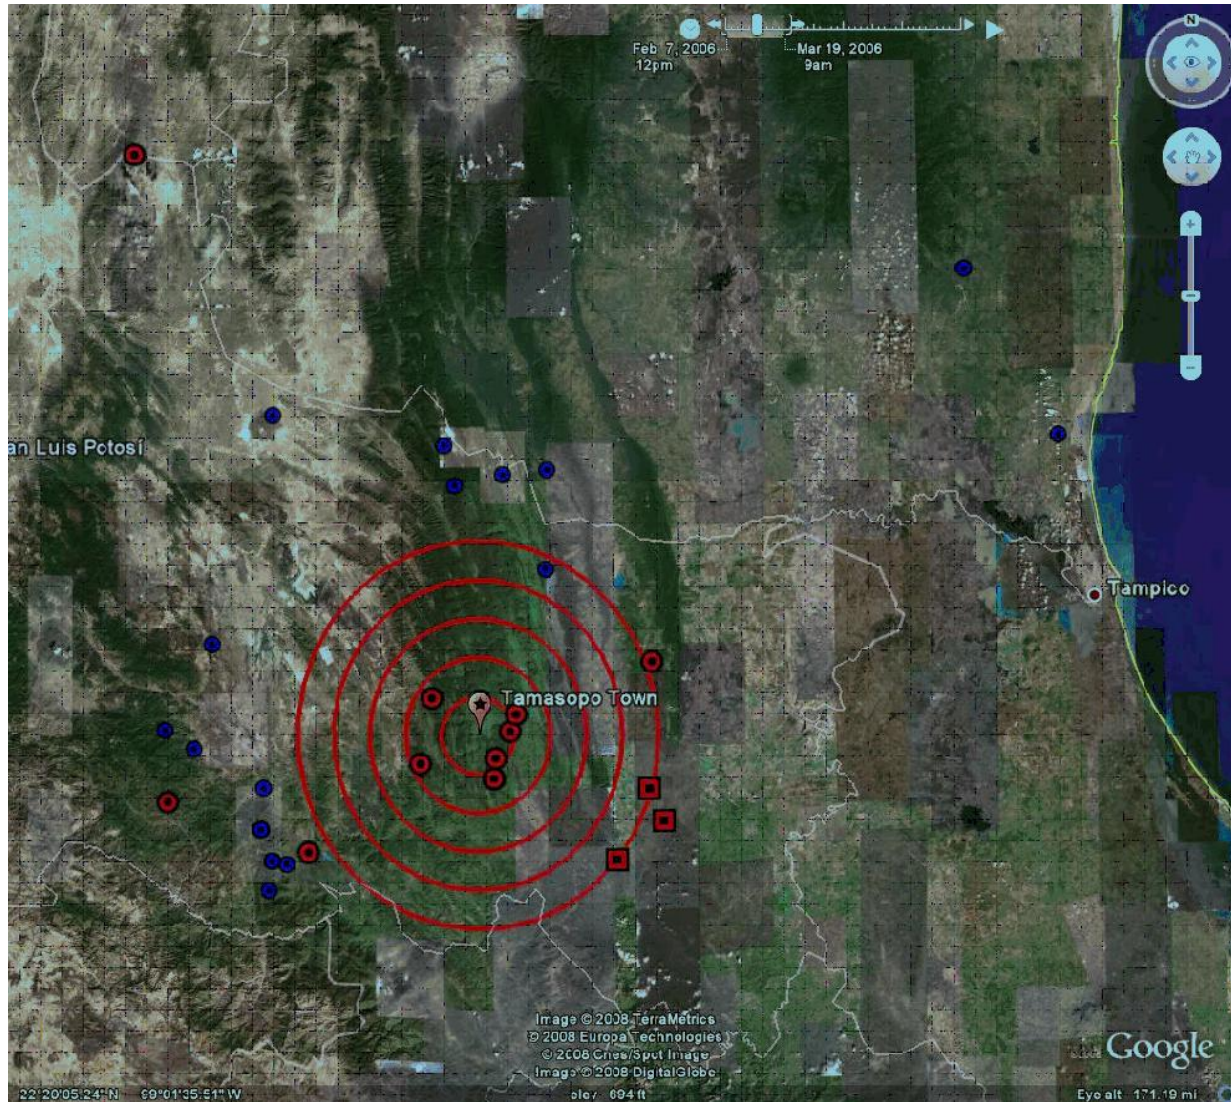 N
Feb 7, 2006
12pm
Mar 19, 2006
9am
an Luis Potosí
Tampico
Tamasopo Town
Image © 2008 TerraMetrics
© 2008 Europa Technologies
© 2008 Cnes/Spot Image
Image © 2008 DigitalGlobe
Google
22°20'05.24" N 99°01'35.51" W
elev 694 ft
Eye alt 171.19 mi